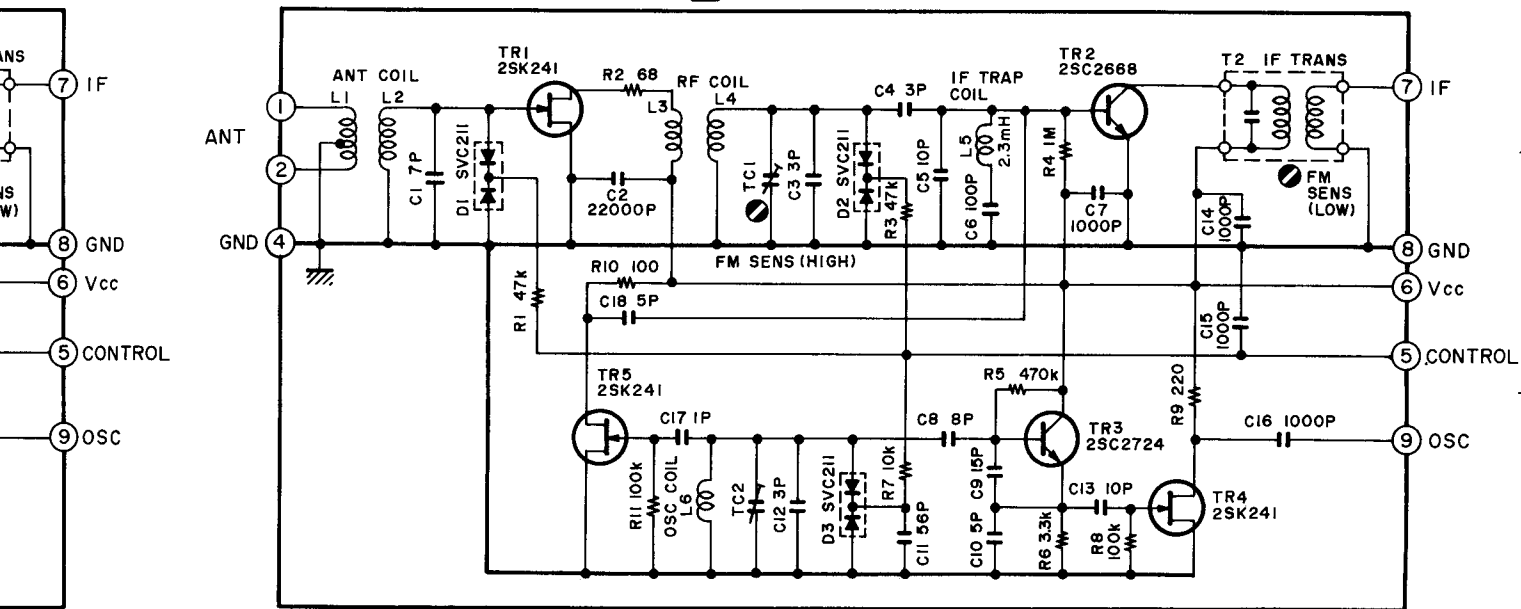 ANS
7 IF
NS
W)
8 GND
6 Vcc
5 CONTROL
9 OSC
ANT
1
2
GND 4
ANT COIL
L1 L2
C1 7P
D1 SVC211
TR1
2SK241
R2 68
C2
22000P
RF COIL
L3 L4
TC1
C3 3P
FM SENS (HIGH)
D2 SVC211
R3 47k
C4 3P
C5 10P
IF TRAP
COIL
L5
2.3mH
C6 100P
R4 1M
TR2
2SC2668
C7
1000P
T2 IF TRANS
FM
SENS
(LOW)
C14
1000P
C15
1000P
7 IF
8 GND
6 Vcc
5 CONTROL
9 OSC
R1 47k
R10 100
C18 5P
TR5
2SK241
C17 1P
R11 100k
OSC COIL
L6
TC2
C12 3P
D3 SVC211
R7 10k
C11 56P
C8 8P
R5 470k
C9 15P
C10 5P
TR3
2SC2724
R6 3.3k
C13 10P
R8
100k
R9 220
C16 1000P
TR4
2SK241